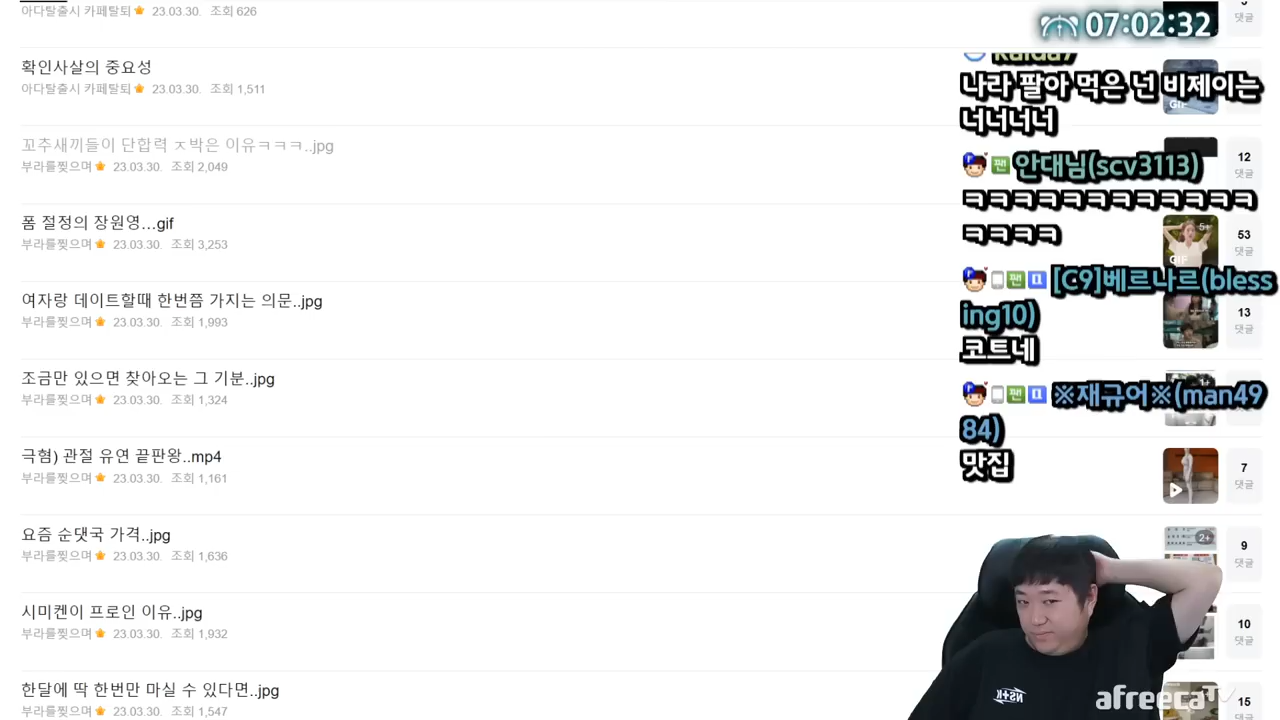 아다탈출시 카페탈토 23.03.30. 조회 626
댓글
07:02:32
확인사살의 중요성
아다탈출시 카페탈토 23.03.30. 조회 1,511
GIF
꼬추새끼들이 단합력 ㅈ박은 이유ㅋㅋㅋ..jpg
부라를찢으며 23.03.30. 조회 2,049
12
댓글
폼 절정의 장원영...gif
부라를찢으며 23.03.30. 조회 3,253
5+
GIF
53
댓글
여자랑 데이트할때 한번쯤 가지는 의문..jpg
부라를찢으며 23.03.30. 조회 1,993
13
댓글
조금만 있으면 찾아오는 그 기분..jpg
부라를찢으며 23.03.30. 조회 1,324
1+
극혐) 관절 유연 끝판왕..mp4
부라를찢으며 23.03.30. 조회 1,161
7
댓글
요즘 순댓국 가격..jpg
부라를찢으며 23.03.30. 조회 1,636
2+
9
댓글
시미켄이 프로인 이유..jpg
부라를찢으며 23.03.30. 조회 1,932
10
댓글
한달에 딱 한번만 마실 수 있다면..jpg
부라를찢으며 23.03.30. 조회 1,547
15
댓글
나라 팔아 먹은 넌 비제이는
너너너너
안대님(scv3113)
ㅋㅋㅋㅋㅋㅋㅋㅋㅋㅋㅋㅋ
ㅋㅋㅋㅋ
[C9]베르나르(bless
ing10)
코트네
※재규어※(man49
84)
맛집
afreecaTV